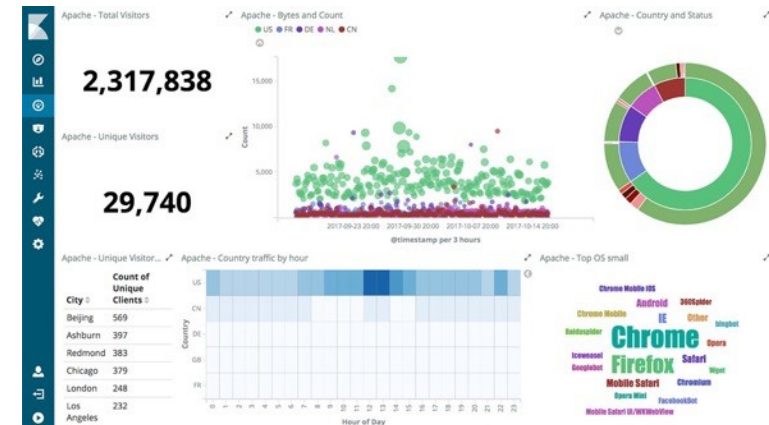 Apache - Total Visitors
2,317,838
Apache - Unique Visitors
29,740
Apache - Bytes and Count
US FR DE NL CN
15,000
10,000
5,000
Count
2017-09-23 20:00 2017-09-30 20:00 2017-10-07 20:00 2017-10-14 20:00
@timestamp per 3 hours
Apache - Country and Status
Apache - Unique Visitor...
City Count of Unique Clients
Beijing 569
Ashburn 397
Redmond 383
Chicago 379
London 248
Los Angeles 232
Apache - Country traffic by hour
Country
US
CN
DE
GB
FR
0 1 2 3 4 5 6 7 8 9 10 11 12 13 14 15 16 17 18 19 20 21 22 23
Hour of Day
Apache - Top OS small
Chrome Mobile iOS
Android 360Spider
Chrome Mobile IE Other bingbot
Baiduspider Chrome Opera
Iceweasel Firefox Safari
Googlebot Wget
Mobile Safari Chromium
Opera Mini FacebookBot
Mobile Safari UI/WKWebView